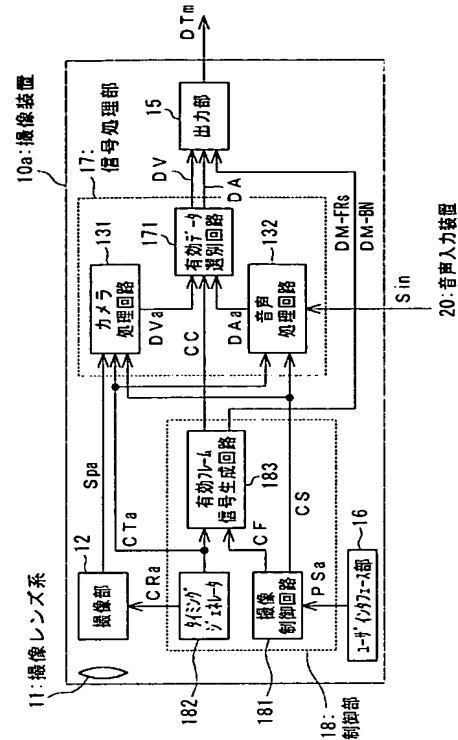 10a:撮像装置
11:撮像レンズ系
12
撮像部
Spa
CRa
CTa
182
タイミング
ジェネレータ
181
撮像
制御回路
CF
CS
PSa
16
ユーザインタフェース部
18:
制御部
有効フレーム
信号生成回路
183
CC
17:
信号処理部
131
カメラ
処理回路
DVa
171
有効データ
選別回路
DAa
132
音声
処理回路
DV
DA
15
出力部
DTm
DM-FRs
DM-BN
Sin
20:音声入力装置